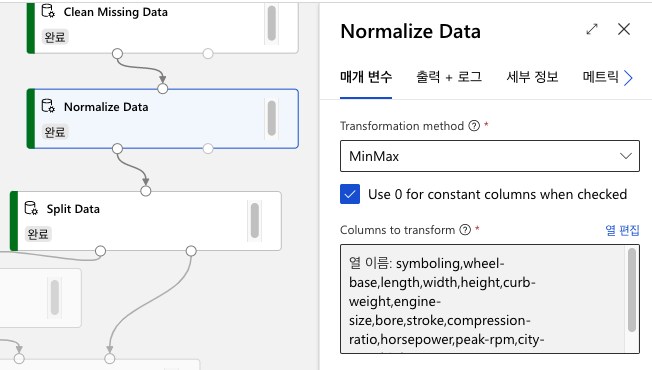 Clean Missing Data
완료
Normalize Data
완료
Split Data
완료
Normalize Data
매개 변수
출력 + 로그
세부 정보
메트릭
Transformation method
*
MinMax
Use 0 for constant columns when checked
Columns to transform
*
열 편집
열 이름: symboling,wheel-
base,length,width,height,curb-
weight,engine-
size,bore,stroke,compression-
ratio,horsepower,peak-rpm,city-